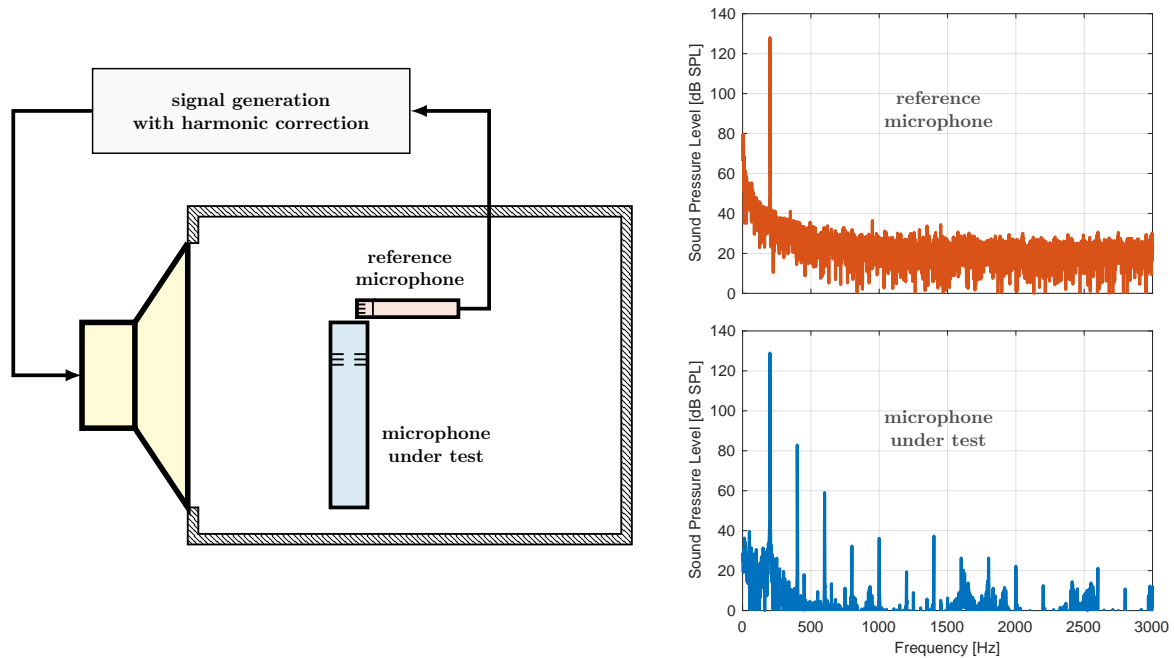 signal generation
with harmonic correction
reference
microphone
microphone
under test
Sound Pressure Level [dB SPL]
140
120
100
80
60
40
20
0
reference
microphone
Sound Pressure Level [dB SPL]
140
120
100
80
60
40
20
0
microphone
under test
0 500 1000 1500 2000 2500 3000
Frequency [Hz]